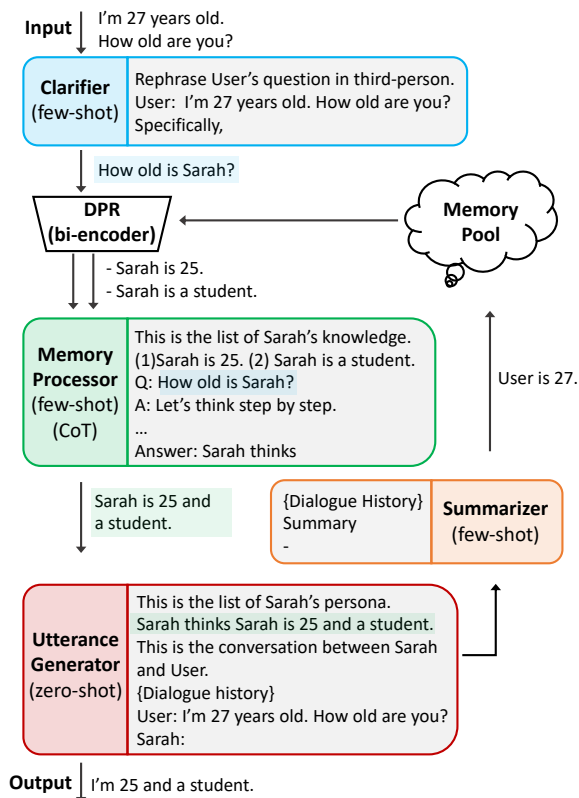 Input
I'm 27 years old.
How old are you?
Clarifier
(few-shot)
Rephrase User's question in third-person.
User:  I'm 27 years old. How old are you?
Specifically,
How old is Sarah?
DPR
(bi-encoder)
Memory
Pool
- Sarah is 25.
- Sarah is a student.
Memory
Processor
(few-shot)
(CoT)
This is the list of Sarah's knowledge.
(1)Sarah is 25. (2) Sarah is a student.
Q: How old is Sarah?
A: Let's think step by step.
...
Answer: Sarah thinks
User is 27.
Sarah is 25 and
a student.
{Dialogue History}
Summary
-
Summarizer
(few-shot)
Utterance
Generator
(zero-shot)
This is the list of Sarah's persona.
Sarah thinks Sarah is 25 and a student.
This is the conversation between Sarah
and User.
{Dialogue history}
User: I'm 27 years old. How old are you?
Sarah:
Output
I'm 25 and a student.